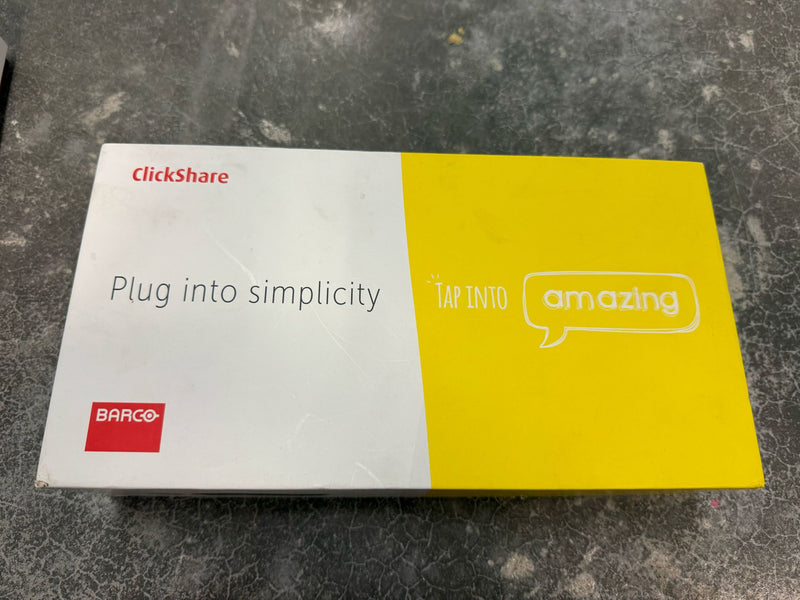 ClickShare
Plug into simplicity
TAP INTO amazing
BARCO